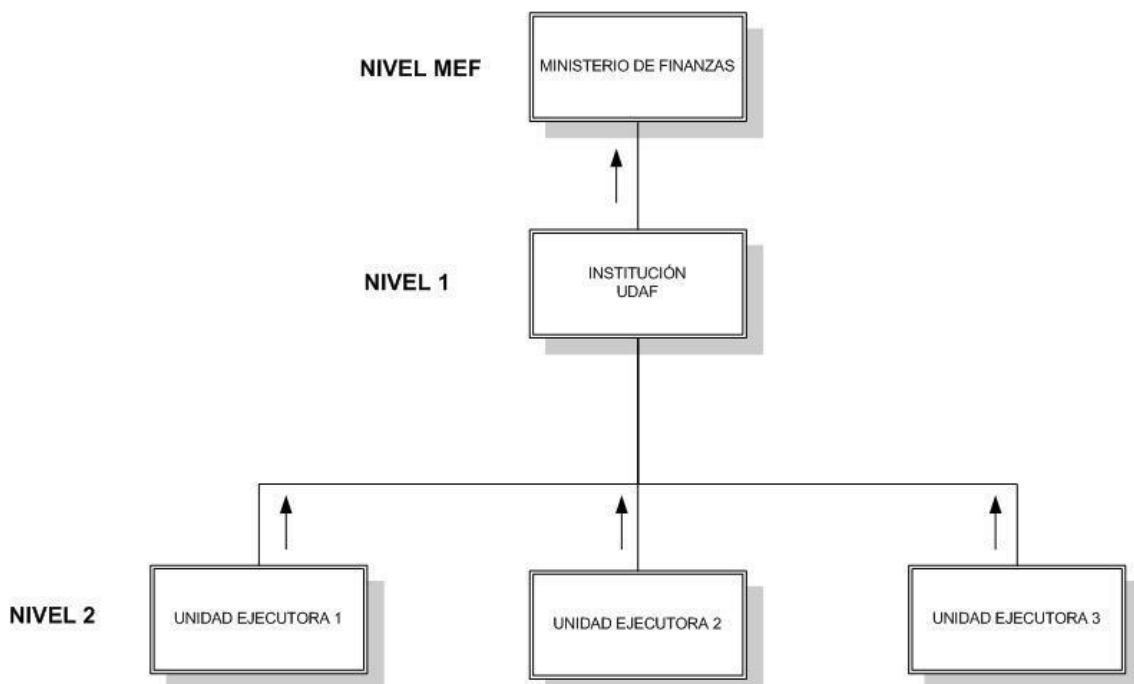 NIVEL MEF
MINISTERIO DE FINANZAS
NIVEL 1
INSTITUCIÓN
UDAF
NIVEL 2
UNIDAD EJECUTORA 1
UNIDAD EJECUTORA 2
UNIDAD EJECUTORA 3